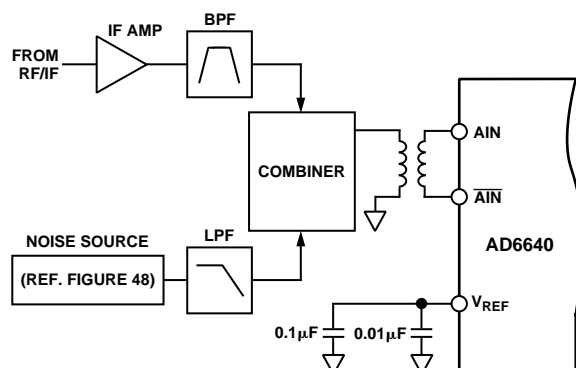 IF AMP
BPF
FROM
RF/IF
COMBINER
AIN
AIN
AD6640
NOISE SOURCE
(REF. FIGURE 48)
LPF
VREF
0.1μF
0.01μF